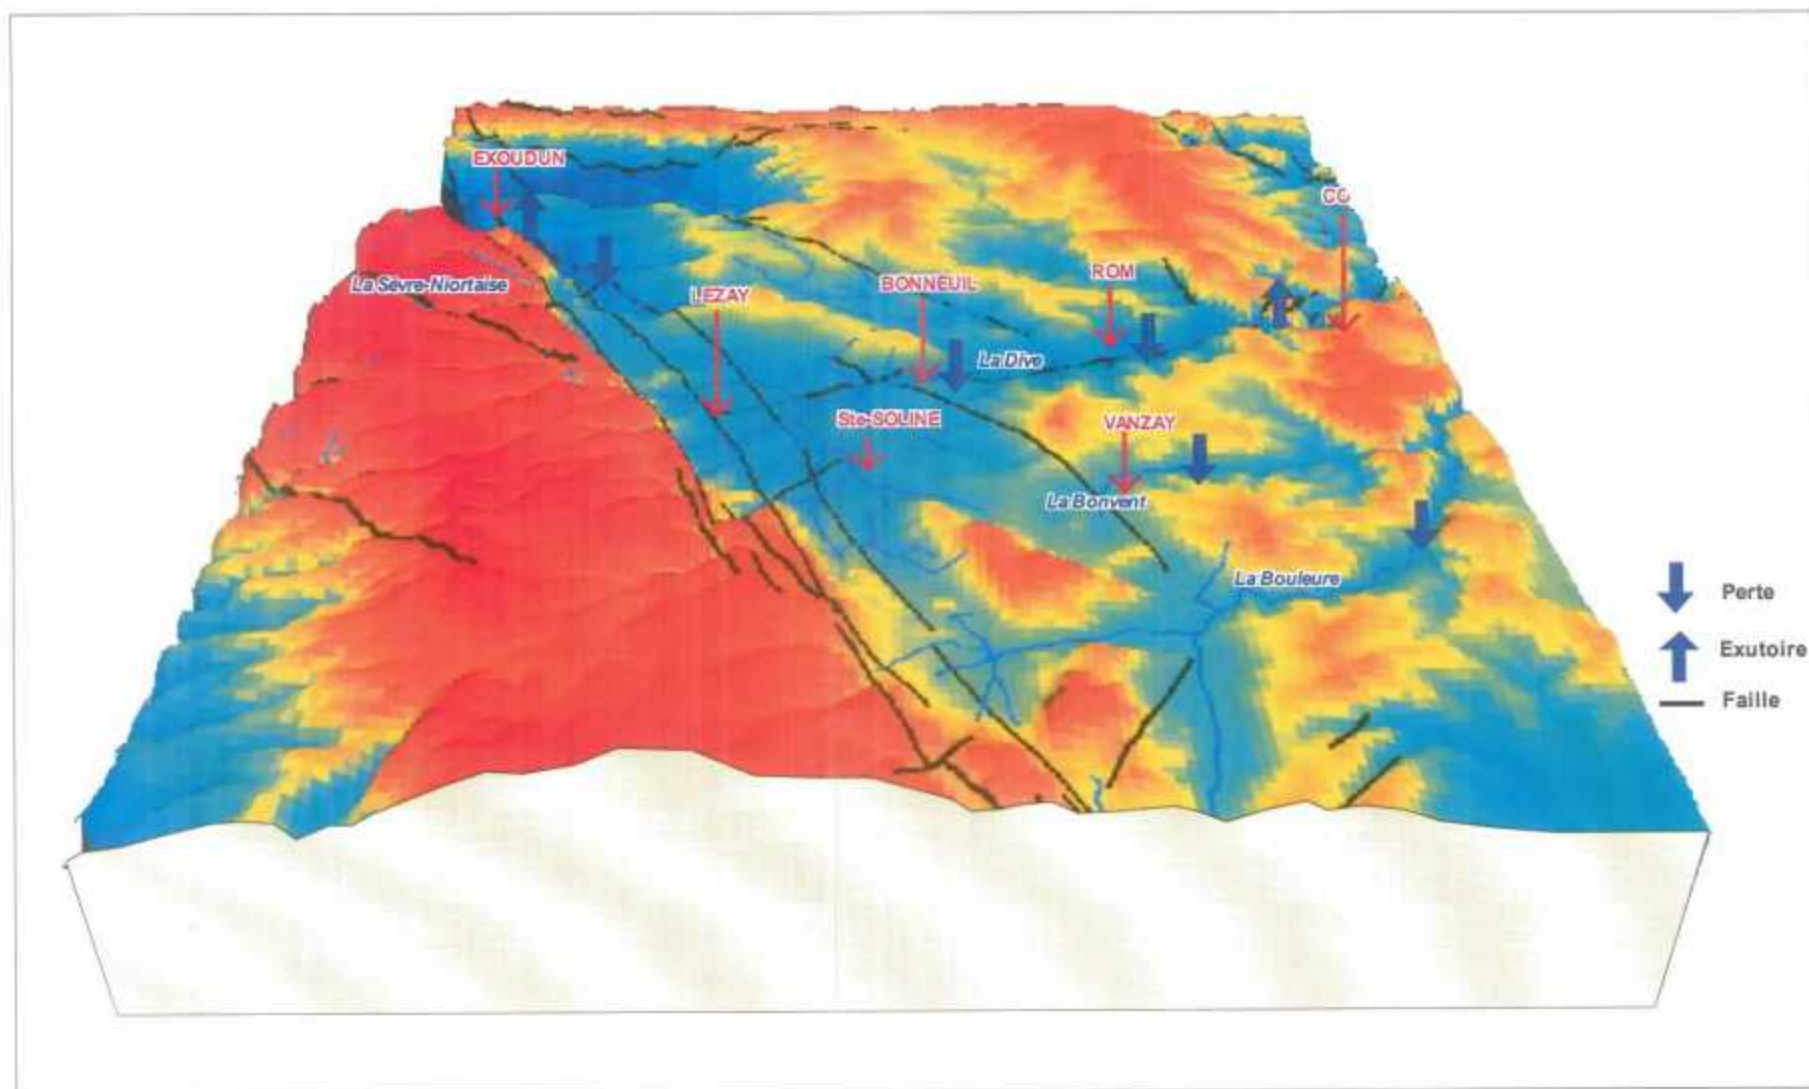 EXOUDUN
CO
La Sèvre-Niortaise
LEZAY
BONNEUIL
ROM
La Dive
Ste-SOLINE
VANZAY
La Bonvent
La Bouleure
Perte
Exutoire
Faille